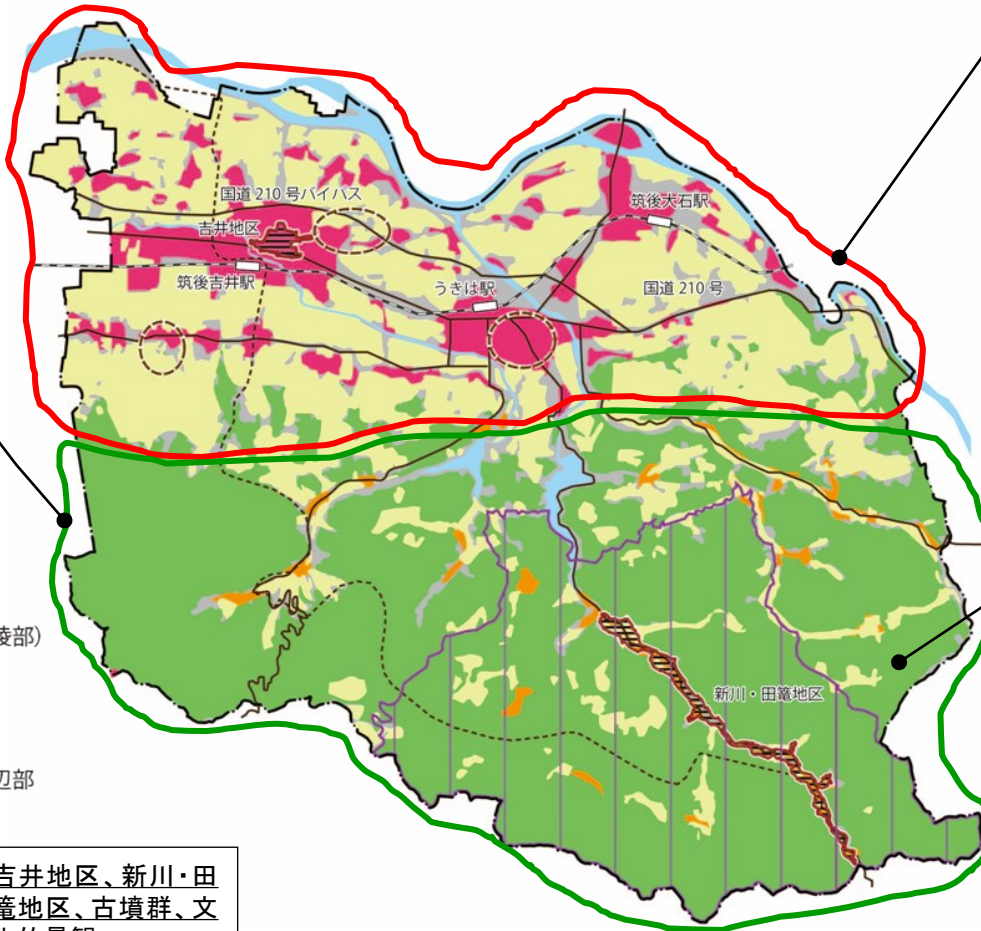 国道210号バイパス
筑後大石駅
吉井地区
筑後吉井駅
うきは駅
国道210号
陵部)
新川・田篭地区
辺部
吉井地区、新川・田
篭地区、古墳群、文